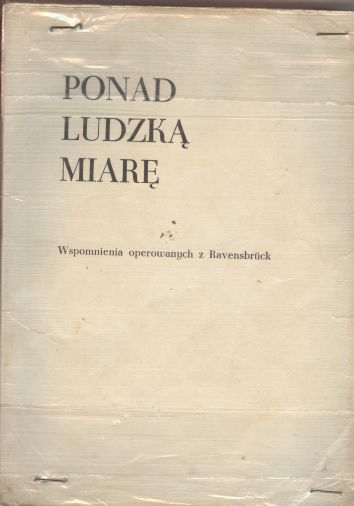 PONAD
LUDZKĄ
MIARĘ
Wspomnienia operowanych z Ravensbrück